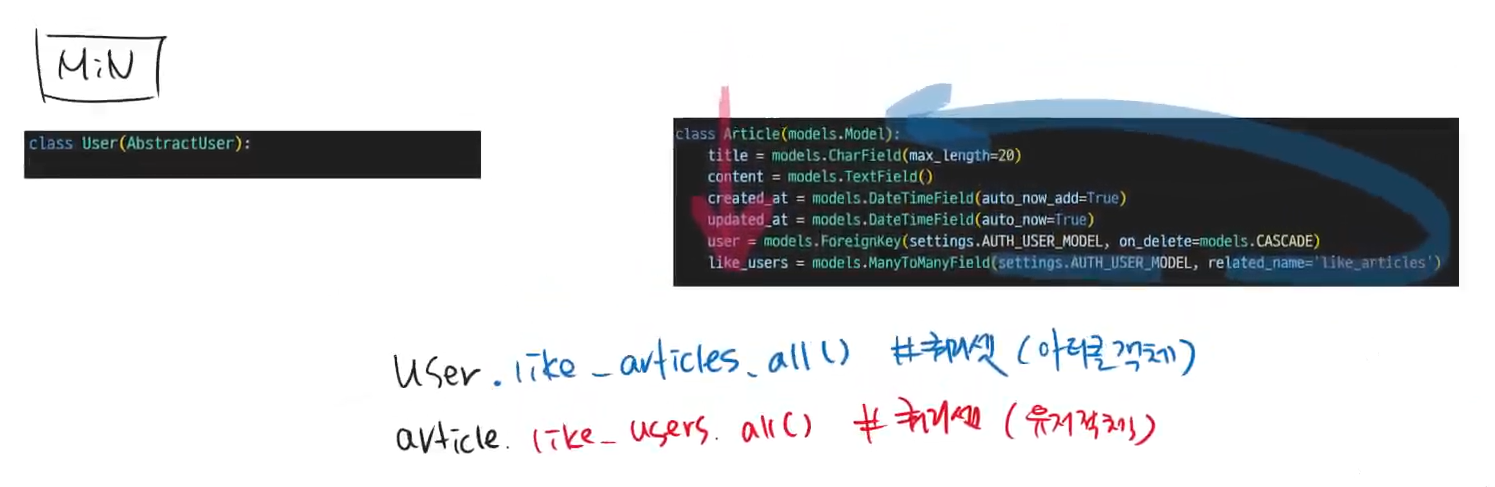 M:N
class User(AbstractUser):
class Article(models.Model):
title = models.CharField(max_length=20)
content = models.TextField()
created_at = models.DateTimeField(auto_now_add=True)
updated_at = models.DateTimeField(auto_now=True)
user = models.ForeignKey(settings.AUTH_USER_MODEL, on_delete=models.CASCADE)
like_users = models.ManyToManyField(settings.AUTH_USER_MODEL, related_name='like_articles')
user.like_articles.all() #쿼리셋 (아티클객체)
article.like_users.all() #쿼리셋 (유저객체)